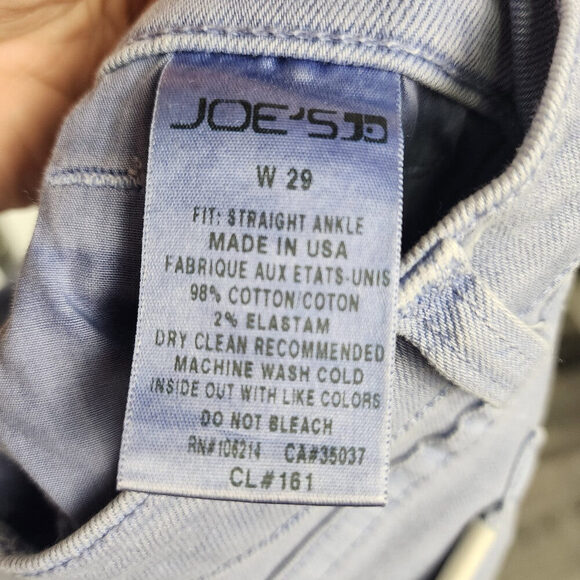 JOE'S JD
W 29
FIT: STRAIGHT ANKLE
MADE IN USA
FABRIQUE AUX ETATS-UNIS
98% COTTON/COTON
2% ELASTAM
DRY CLEAN RECOMMENDED
MACHINE WASH COLD
INSIDE OUT WITH LIKE COLORS
DO NOT BLEACH
RN#106214 CA#35037
CL#161